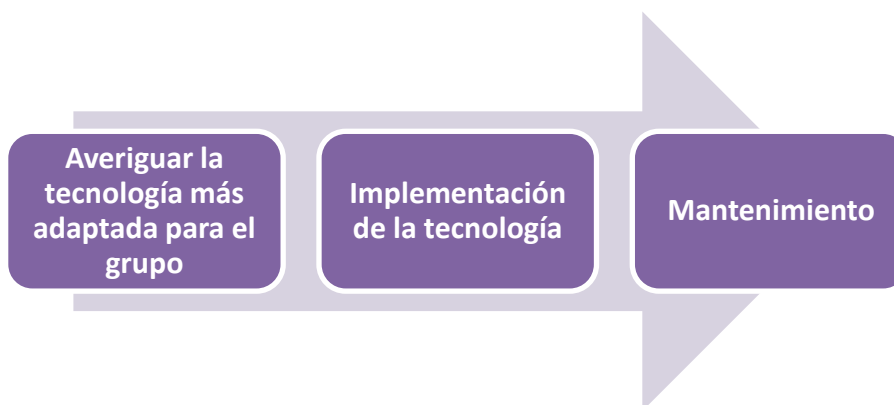 Averiguar la
tecnología más
adaptada para el
grupo
Implementación
de la tecnología
Mantenimiento